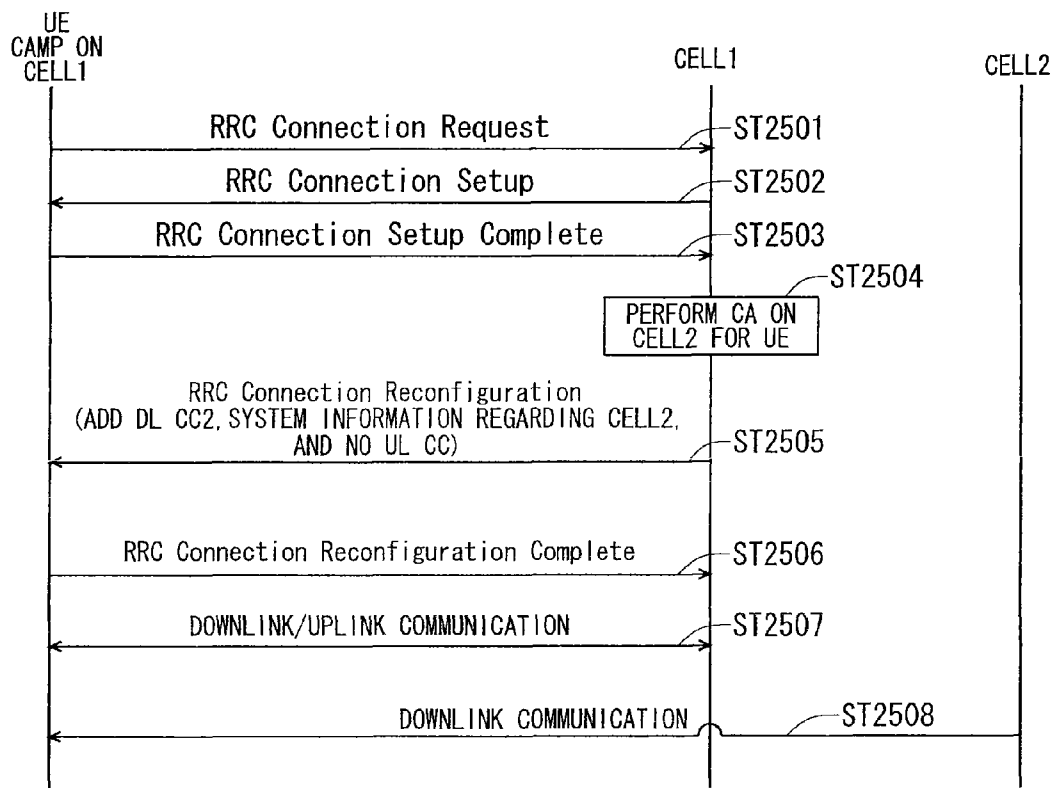 UE
CAMP ON
CELL1
CELL1
CELL2
RRC Connection Request
ST2501
RRC Connection Setup
ST2502
RRC Connection Setup Complete
ST2503
ST2504
PERFORM CA ON
CELL2 FOR UE
RRC Connection Reconfiguration
(ADD DL CC2, SYSTEM INFORMATION REGARDING CELL2,
AND NO UL CC)
ST2505
RRC Connection Reconfiguration Complete
ST2506
DOWNLINK/UPLINK COMMUNICATION
ST2507
DOWNLINK COMMUNICATION
ST2508